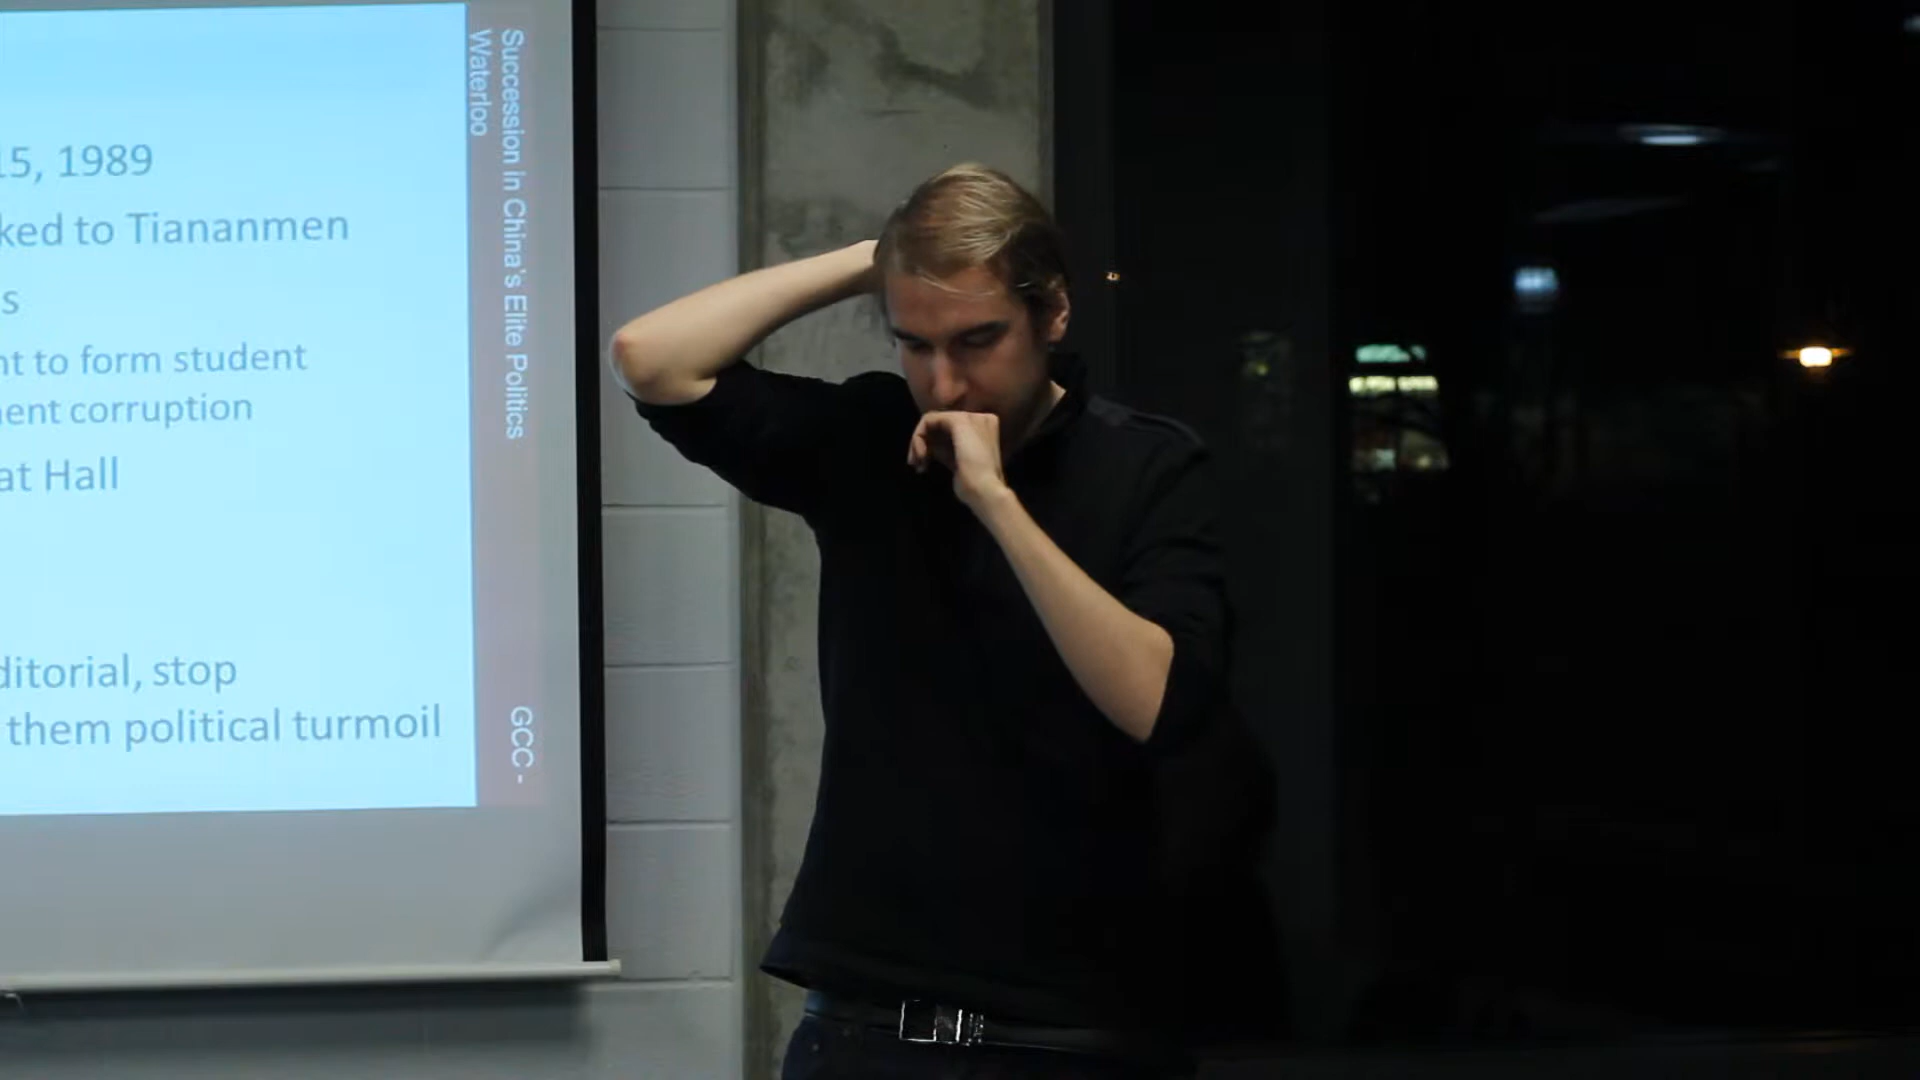 15, 1989
ked to Tiananmen
s
nt to form student
ent corruption
at Hall
ditorial, stop
them political turmoil
Succession in China's Elite Politics
GCC -
Waterloo